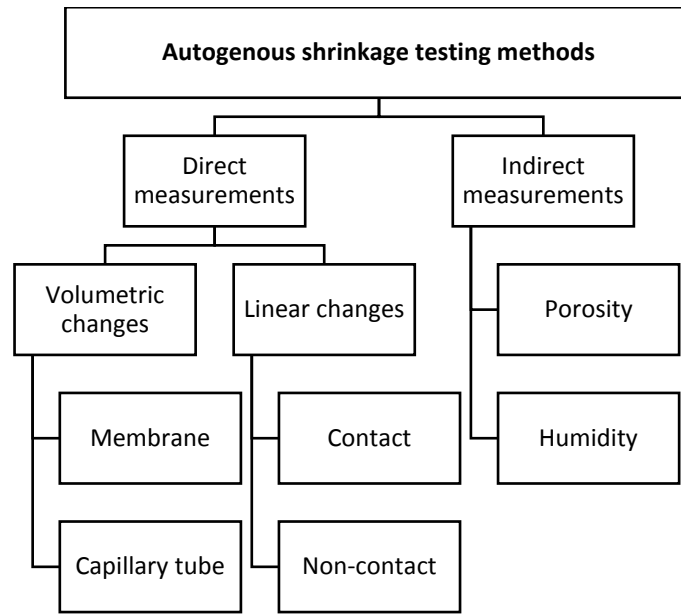 Autogenous shrinkage testing methods
Direct
measurements
Indirect
measurements
Volumetric
changes
Linear changes
Porosity
Membrane
Contact
Humidity
Capillary tube
Non-contact